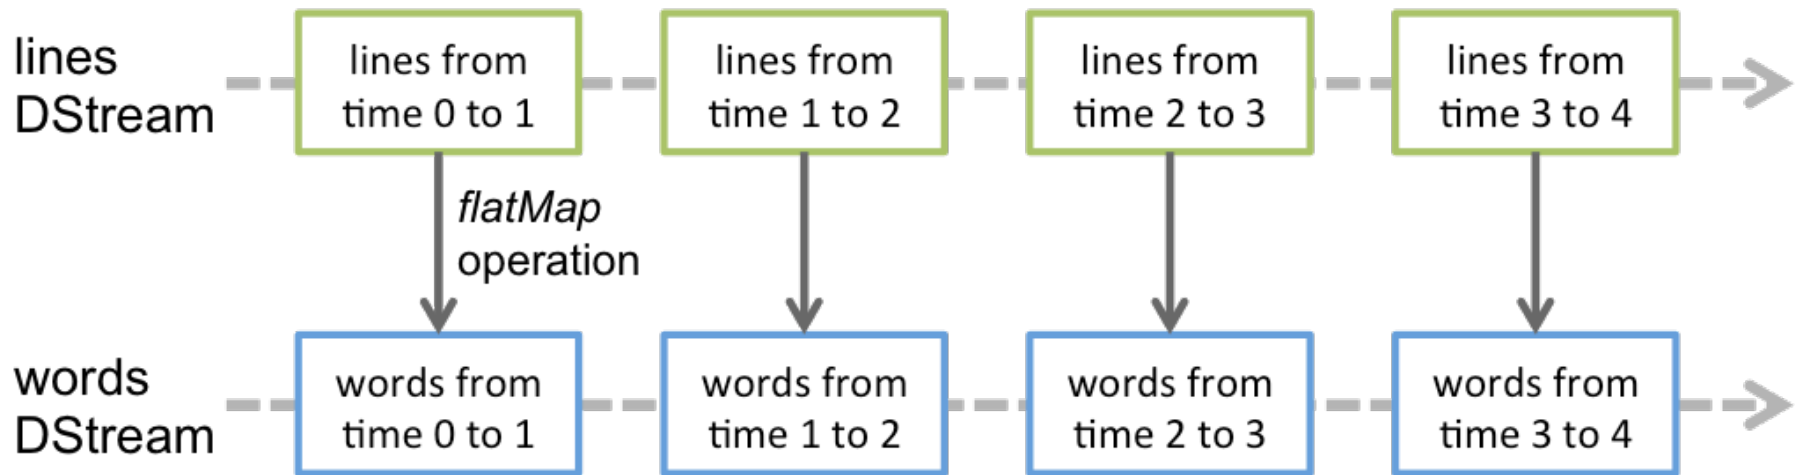 lines
DStream
lines from
time 0 to 1
lines from
time 1 to 2
lines from
time 2 to 3
lines from
time 3 to 4
flatMap
operation
words
DStream
words from
time 0 to 1
words from
time 1 to 2
words from
time 2 to 3
words from
time 3 to 4